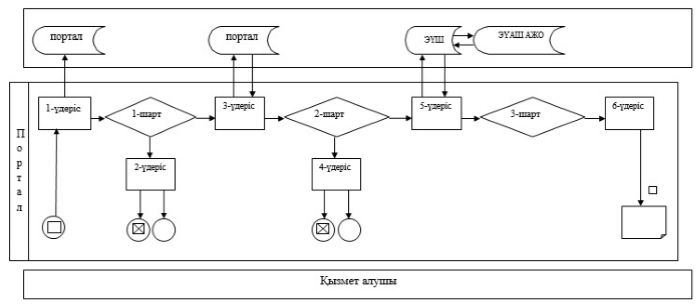 портал
портал
ЭҮШ
ЭҮАШ АЖО
Портал
1-үдеріс
1-шарт
3-үдеріс
2-шарт
5-үдеріс
3-шарт
6-үдеріс
2-үдеріс
4-үдеріс
Қызмет алушы